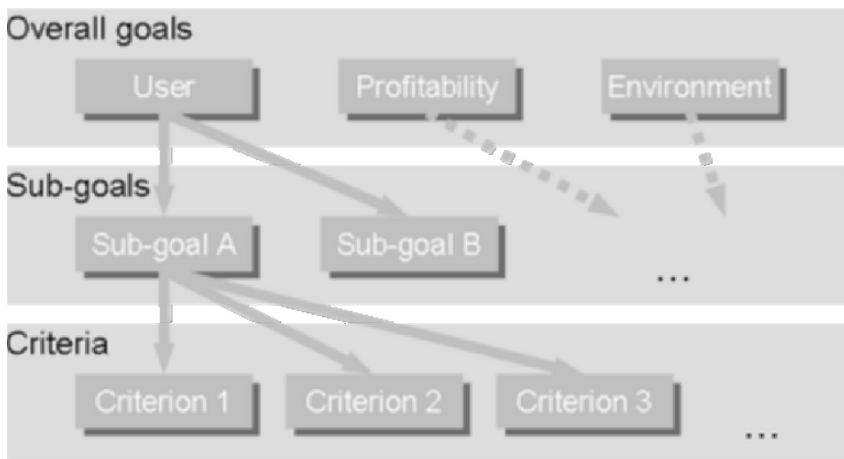 Overall goals
User
Profitability
Environment
Sub-goals
Sub-goal A
Sub-goal B
...
Criteria
Criterion 1
Criterion 2
Criterion 3
...